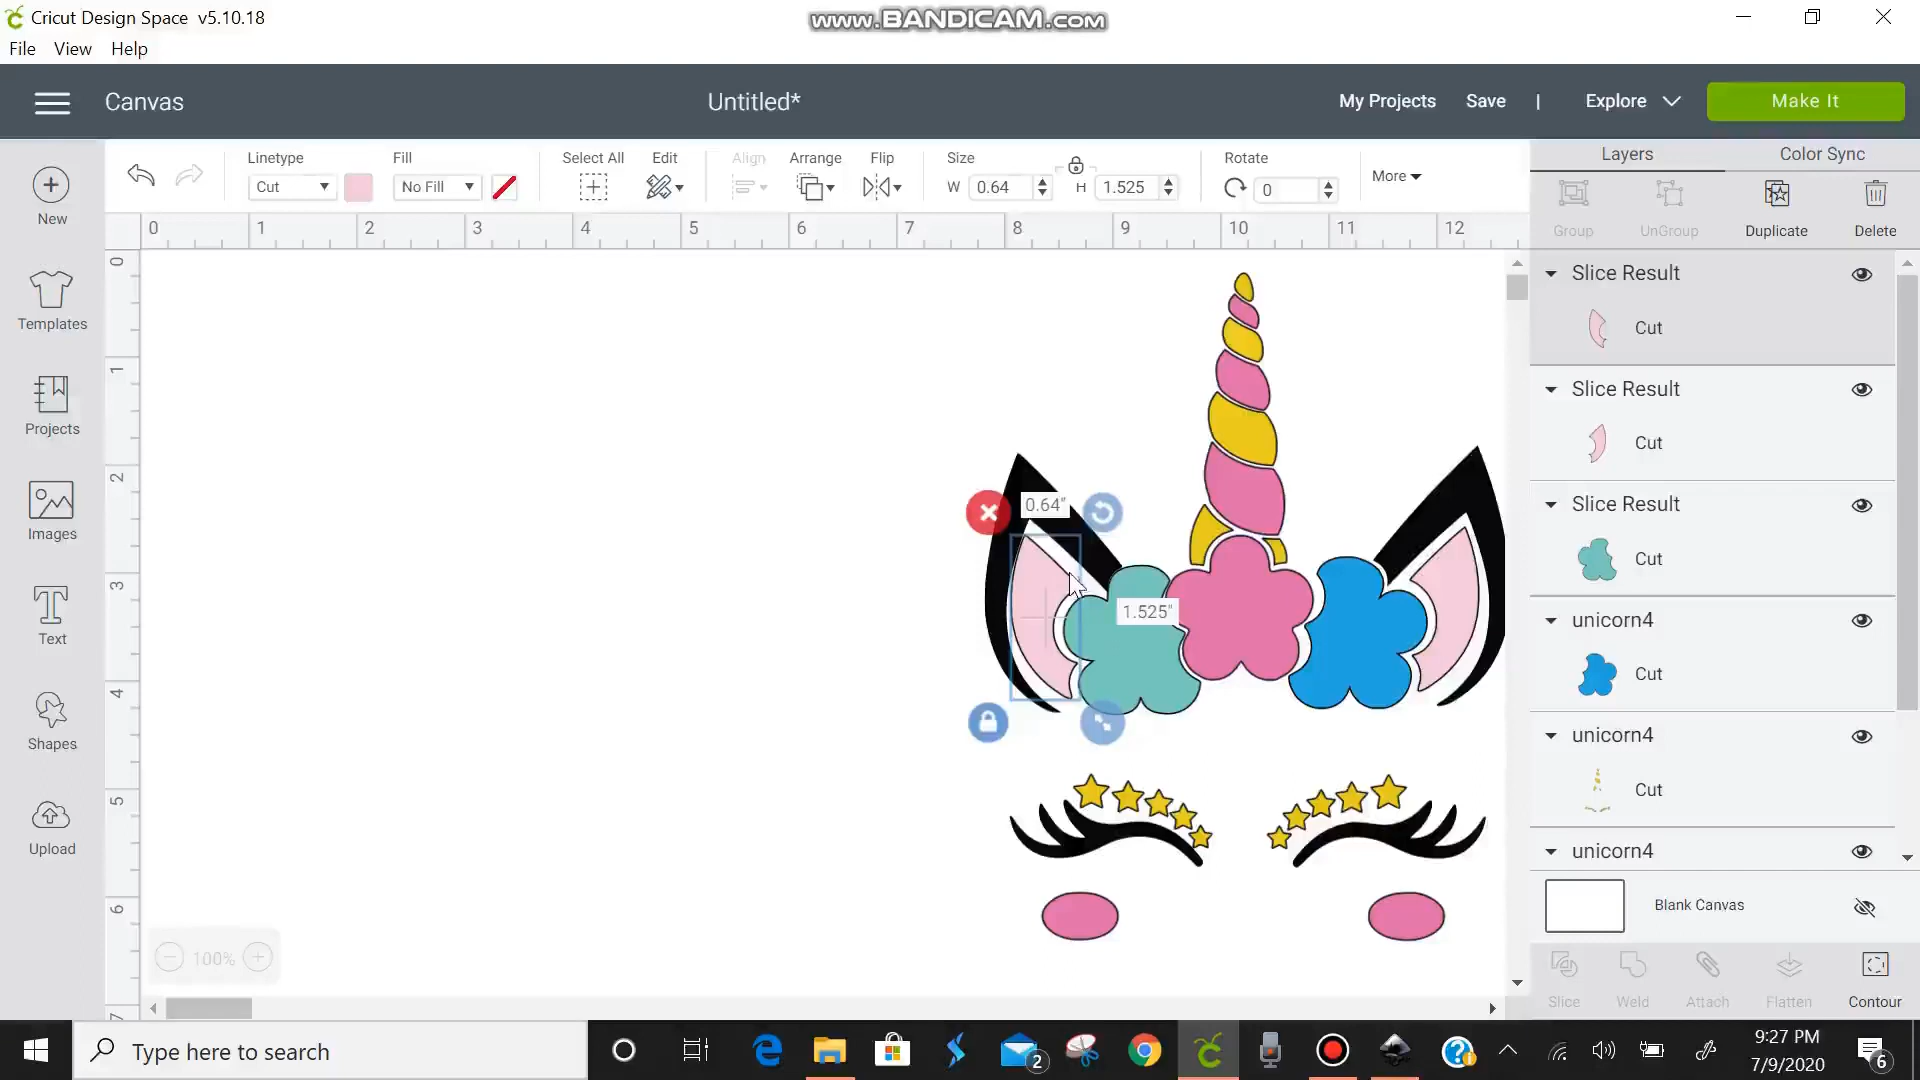 Cricut Design Space v5.10.18
www.BANDICAM.com
File View Help
Canvas
Untitled*
My Projects Save | Explore Make It
Linetype Fill Select All Edit Align Arrange Flip Size Rotate
Cut No Fill W 0.64 H 1.525 0 More
Layers Color Sync
Group UnGroup Duplicate Delete
0 1 2 3 4 5 6 7 8 9 10 11 12
0
1
2
3
4
5
6
7
New
Templates
Projects
Images
Text
Shapes
Upload
0.64"
1.525"
100%
Slice Result
Cut
Slice Result
Cut
Slice Result
Cut
unicorn4
Cut
unicorn4
Cut
unicorn4
Blank Canvas
Slice Weld Attach Flatten Contour
Type here to search
2
9:27 PM
7/9/2020
6